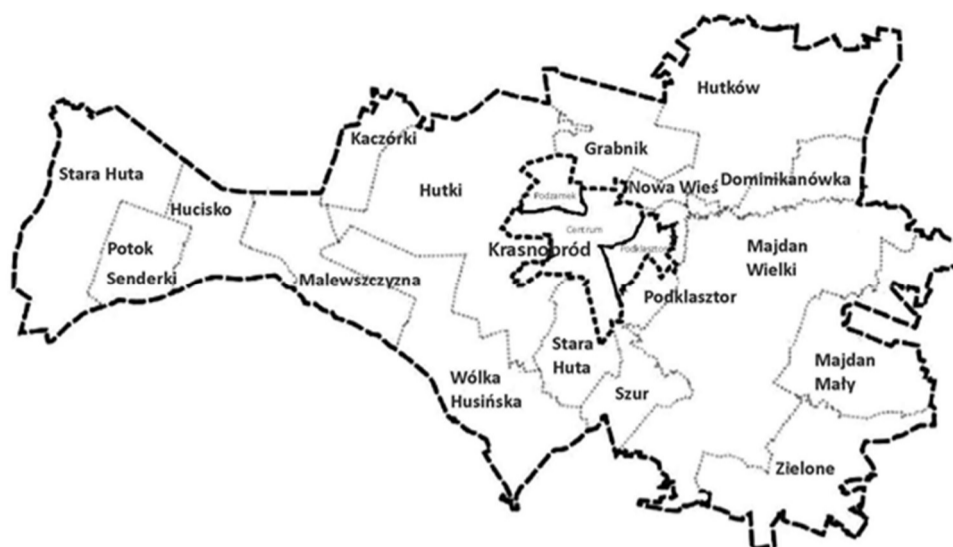 Hutków
Kaczórki
Grabnik
Stara Huta
Hutki
Nowa Wies
Dominikanówka
Podzamek
Hucisko
Centrum
Potok
Senderki
Krasnobród
Podklasztor
Majdan
Wielki
Malewszczyzna
Podklasztor
Stara
Huta
Majdan
Mały
Wólka
Husińska
Szur
Zielone